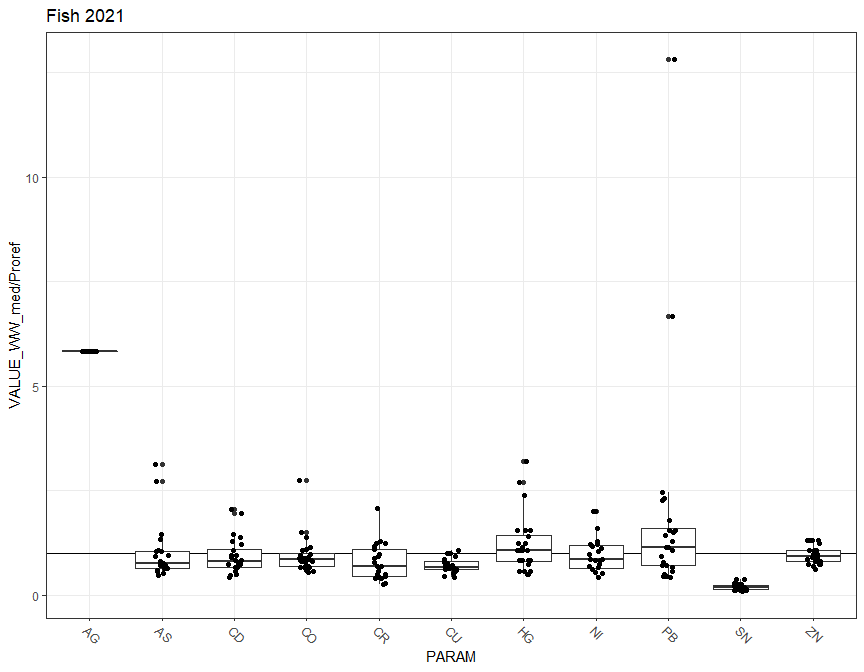 Fish 2021
VALUE_WW_med/Proref
10
5
0
AG
AS
CD
CO
CR
CU
HG
NI
PB
SN
ZN
PARAM